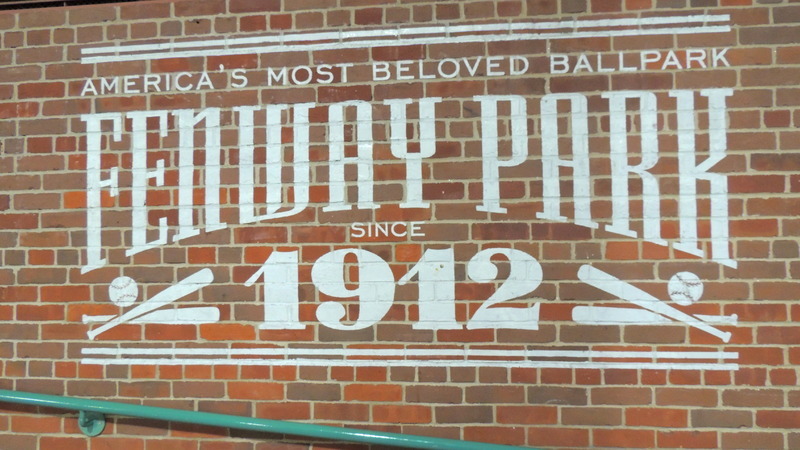 AMERICA'S MOST BELOVED BALLPARK
FENWAY PARK
SINCE
1912